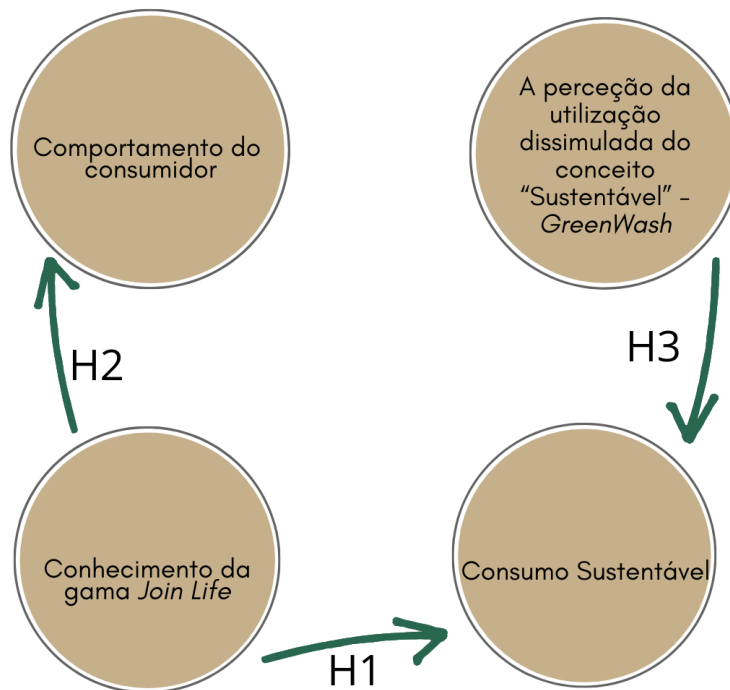 Comportamento do
consumidor
A perceção da
utilização
dissimulada do
conceito
“Sustentável” -
GreenWash
H2
H3
Conhecimento da
gama Join Life
Consumo Sustentável
H1